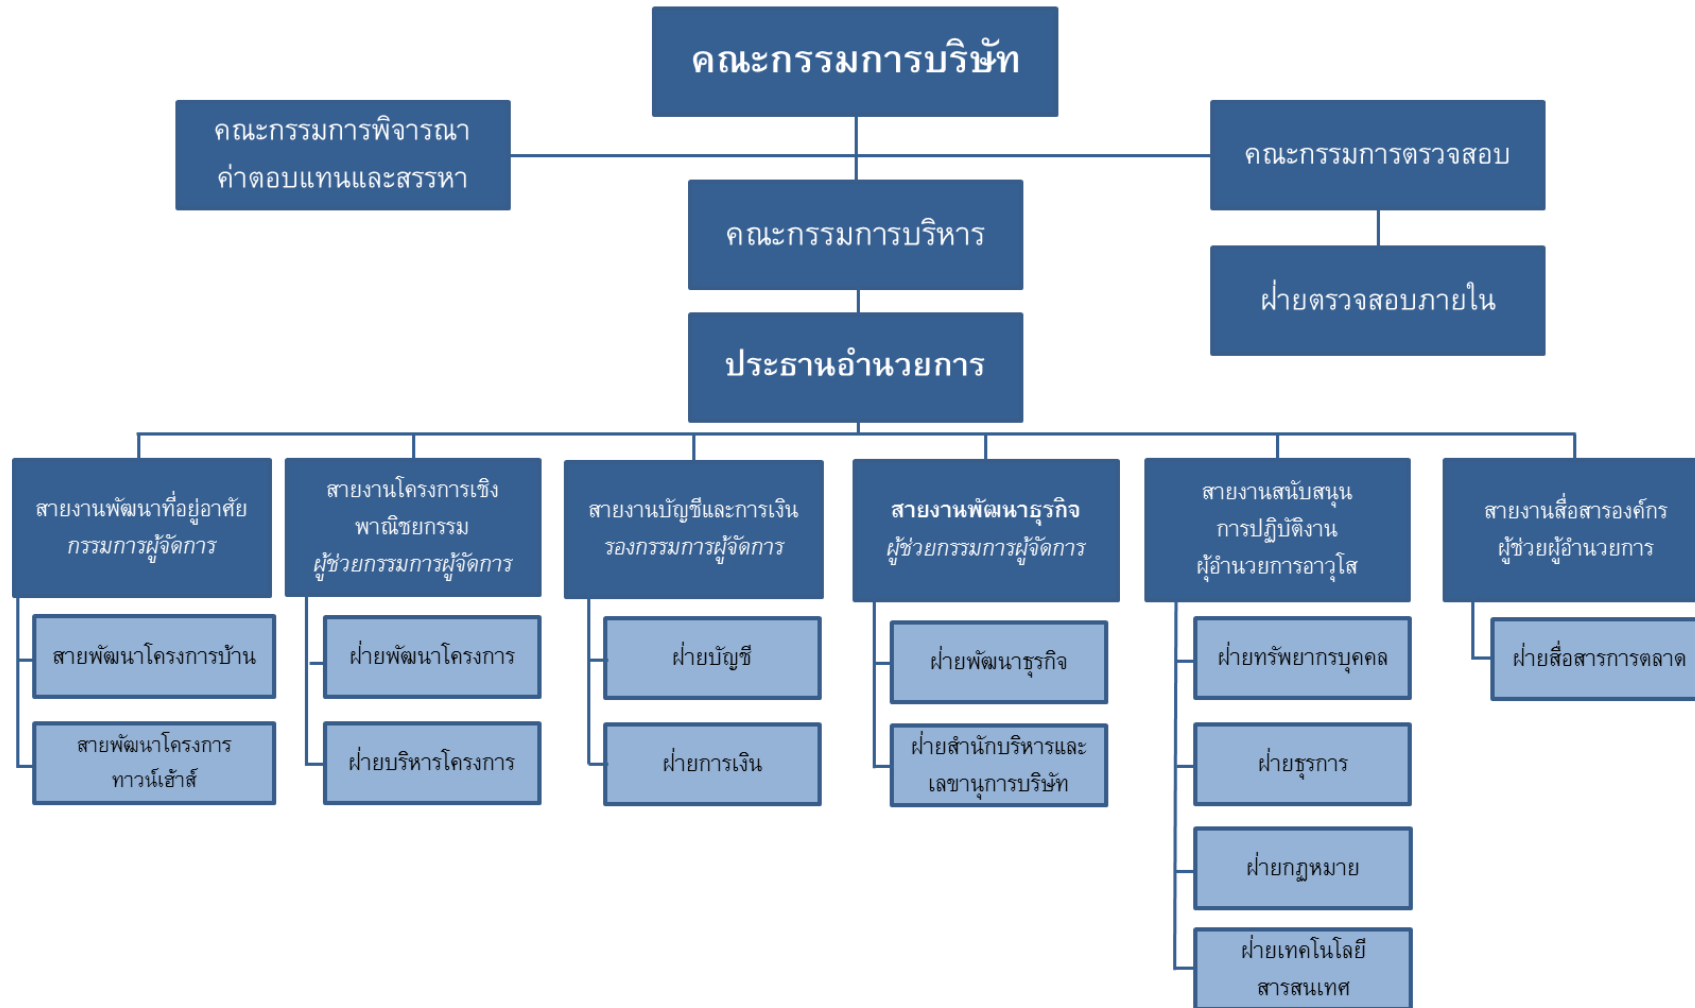 คณะกรรมการบริษัท
คณะกรรมการพิจารณา
ค่าตอบแทนและสรรหา
คณะกรรมการตรวจสอบ
คณะกรรมการบริหาร
ฝ่ายตรวจสอบภายใน
ประธานอำนวยการ
สายงานพัฒนาที่อยู่อาศัย
กรรมการผู้จัดการ
สายงานโครงการเชิง
พาณิชยกรรม
ผู้ช่วยกรรมการผู้จัดการ
สายงานบัญชีและการเงิน
รองกรรมการผู้จัดการ
สายงานพัฒนาธุรกิจ
ผู้ช่วยกรรมการผู้จัดการ
สายงานสนับสนุน
การปฏิบัติงาน
ผุ้อำนวยการอาวุโส
สายงานสื่อสารองค์กร
ผู้ช่วยผู้อำนวยการ
สายพัฒนาโครงการบ้าน
สายพัฒนาโครงการ
ทาวน์เฮ้าส์
ฝ่ายพัฒนาโครงการ
ฝ่ายบริหารโครงการ
ฝ่ายบัญชี
ฝ่ายการเงิน
ฝ่ายพัฒนาธุรกิจ
ฝ่ายสำนักบริหารและ
เลขานุการบริษัท
ฝ่ายทรัพยากรบุคคล
ฝ่ายธุรการ
ฝ่ายกฎหมาย
ฝ่ายเทคโนโลยี
สารสนเทศ
ฝ่ายสื่อสารการตลาด